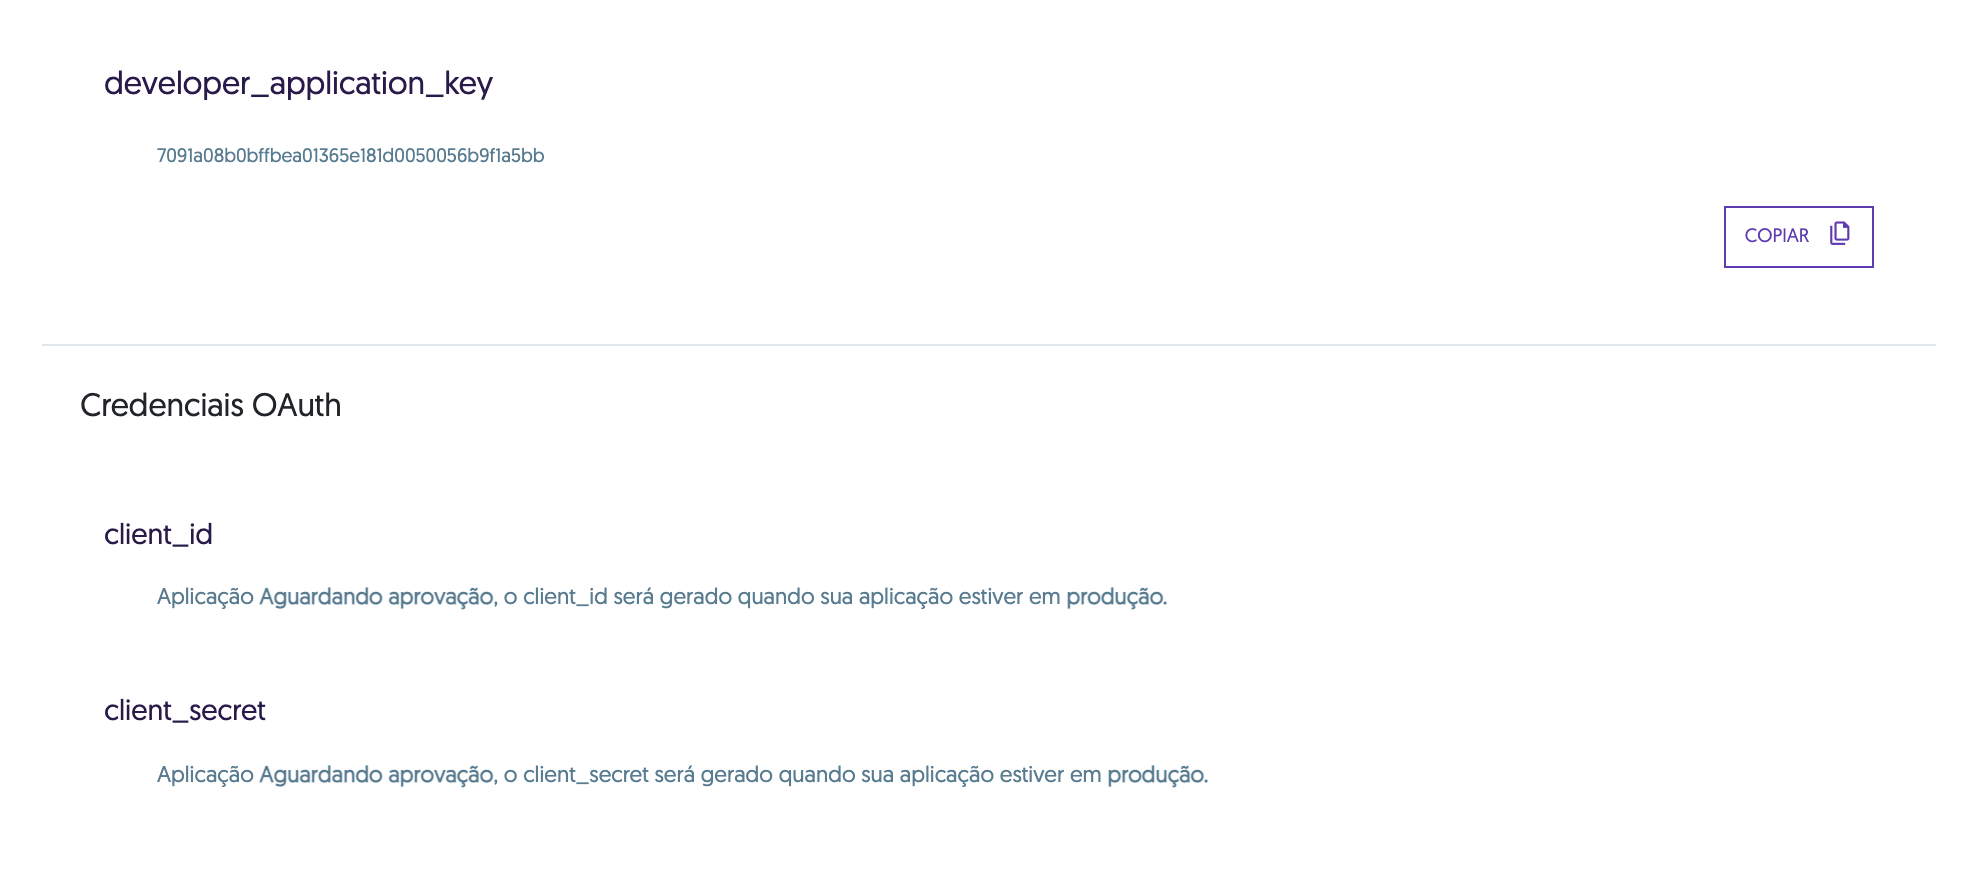 developer_application_key
7091a08b0bffbea01365e181d0050056b9f1a5bb
COPIAR
Credenciais OAuth
client_id
Aplicação Aguardando aprovação, o client_id será gerado quando sua aplicação estiver em produção.
client_secret
Aplicação Aguardando aprovação, o client_secret será gerado quando sua aplicação estiver em produção.